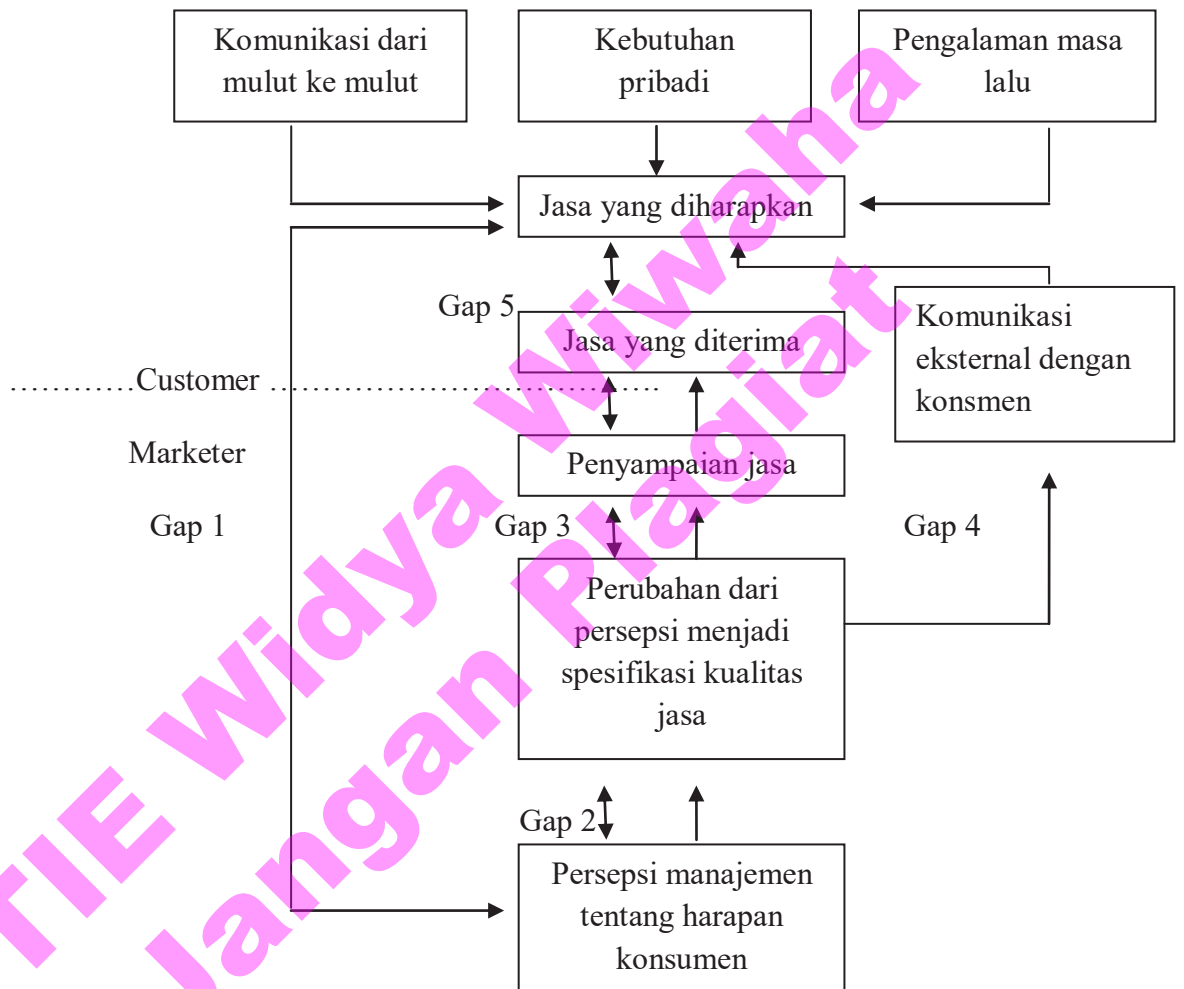 Komunikasi dari
mulut ke mulut
Kebutuhan
pribadi
Pengalaman masa
lalu
Jasa yang diharapkan
Gap 5
Jasa yang diterima
Komunikasi
eksternal dengan
konsmen
Customer
Marketer
Penyampaian jasa
Gap 1
Gap 3
Gap 4
Perubahan dari
persepsi menjadi
spesifikasi kualitas
jasa
Gap 2
Persepsi manajemen
tentang harapan
konsumen
TIE Widya Wiwaha
Jangan Plagiat